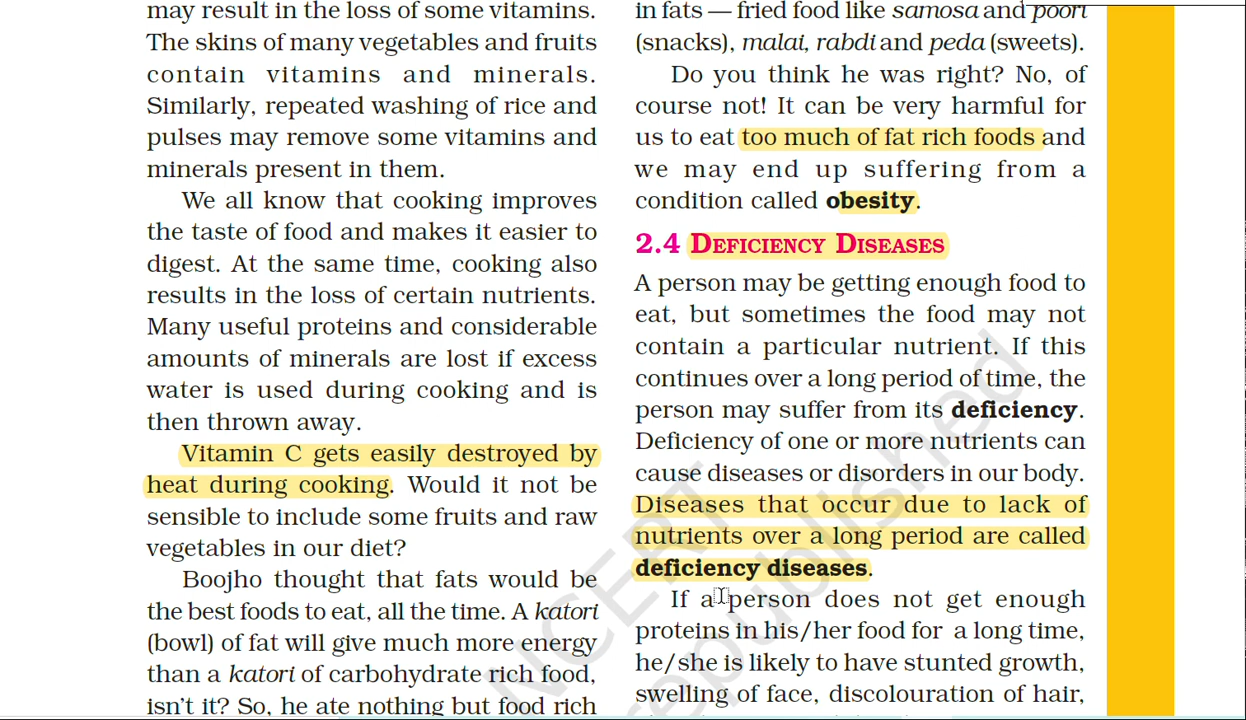 may result in the loss of some vitamins.
The skins of many vegetables and fruits
contain vitamins and minerals.
Similarly, repeated washing of rice and
pulses may remove some vitamins and
minerals present in them.
We all know that cooking improves
the taste of food and makes it easier to
digest. At the same time, cooking also
results in the loss of certain nutrients.
Many useful proteins and considerable
amounts of minerals are lost if excess
water is used during cooking and is
then thrown away.
Vitamin C gets easily destroyed by
heat during cooking. Would it not be
sensible to include some fruits and raw
vegetables in our diet?
Boojho thought that fats would be
the best foods to eat, all the time. A katori
(bowl) of fat will give much more energy
than a katori of carbohydrate rich food,
isn't it? So, he ate nothing but food rich
in fats — fried food like samosa and poori
(snacks), malai, rabdi and peda (sweets).
Do you think he was right? No, of
course not! It can be very harmful for
us to eat too much of fat rich foods and
we may end up suffering from a
condition called obesity.
2.4 DEFICIENCY DISEASES
A person may be getting enough food to
eat, but sometimes the food may not
contain a particular nutrient. If this
continues over a long period of time, the
person may suffer from its deficiency.
Deficiency of one or more nutrients can
cause diseases or disorders in our body.
Diseases that occur due to lack of
nutrients over a long period are called
deficiency diseases.
If a person does not get enough
proteins in his/her food for a long time,
he/she is likely to have stunted growth,
swelling of face, discolouration of hair,
NCERT
republished